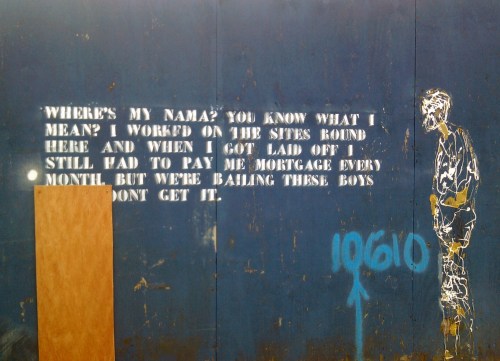 WHERE'S MY NAMA? YOU KNOW WHAT I
MEAN? I WORKED ON THE SITES ROUND
HERE AND WHEN I GOT LAID OFF I
STILL HAD TO PAY ME MORTGAGE EVERY
MONTH. BUT WE'RE BAILING THESE BOYS
DONT GET IT.
10610